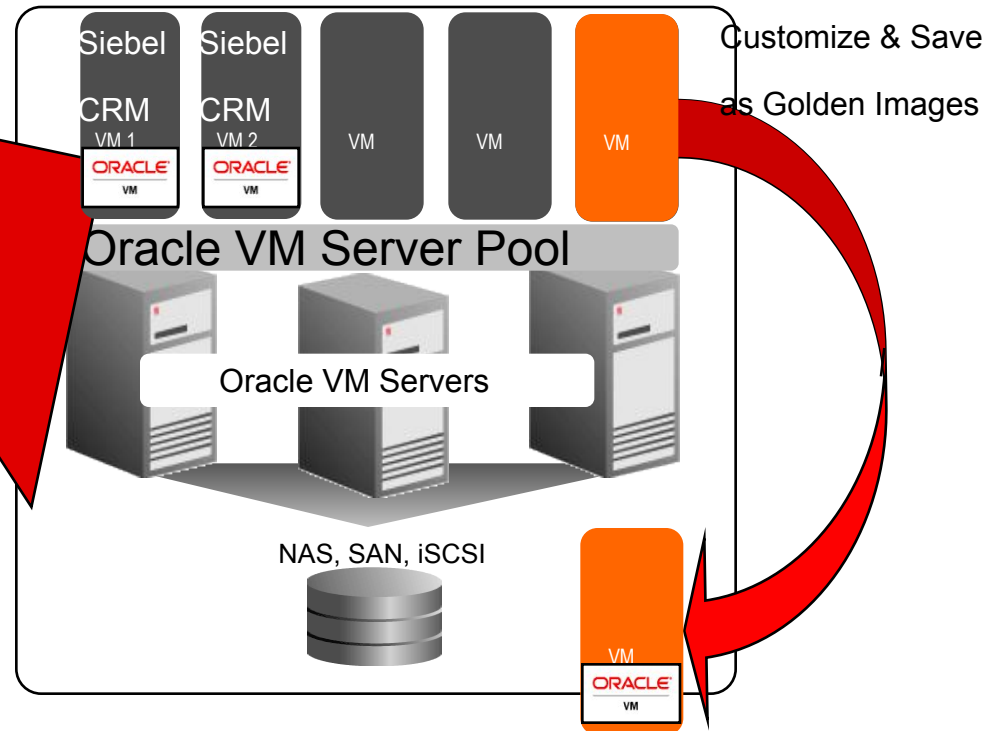 Siebel
CRM
VM 1
ORACLE
VM
Siebel
CRM
VM 2
ORACLE
VM
VM
VM
VM
Customize & Save
as Golden Images
Oracle VM Server Pool
Oracle VM Servers
NAS, SAN, iSCSI
VM
ORACLE
VM